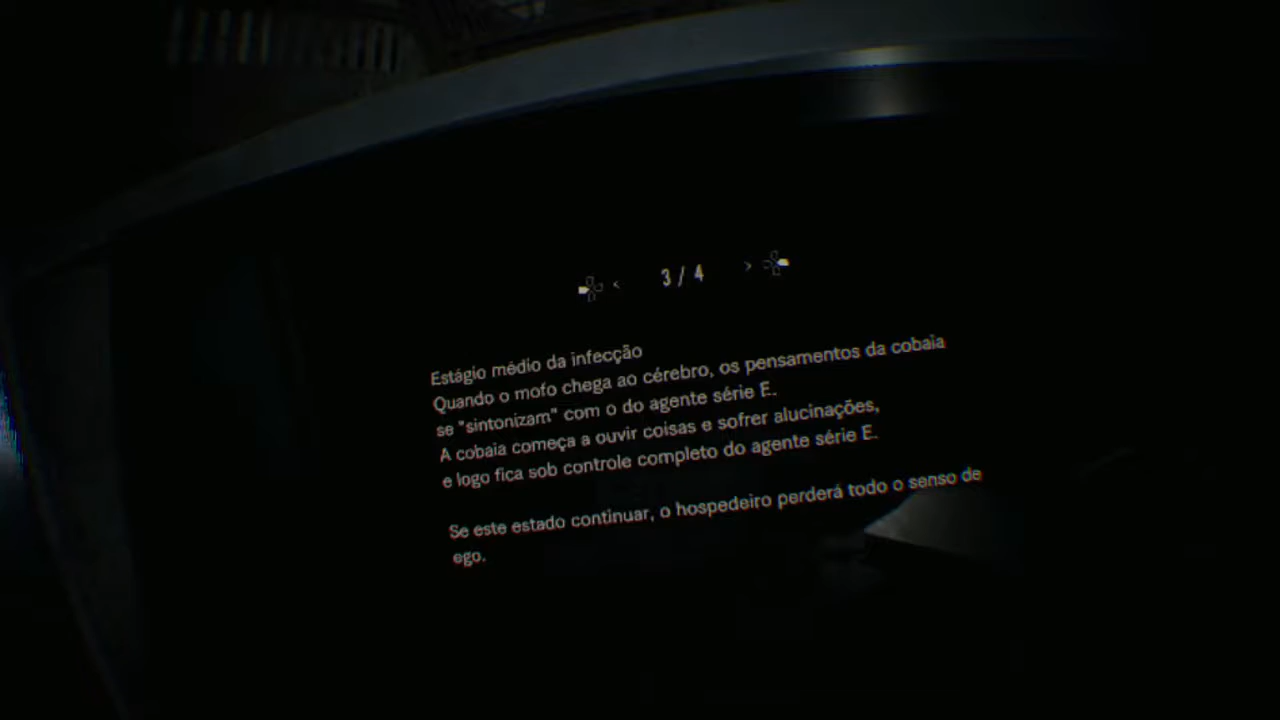 < 3 / 4 >
Estágio médio da infecção
Quando o mofo chega ao cérebro, os pensamentos da cobaia
se "sintonizam" com o do agente série E.
A cobaia começa a ouvir coisas e sofrer alucinações,
e logo fica sob controle completo do agente série E.
Se este estado continuar, o hospedeiro perderá todo o senso de
ego.